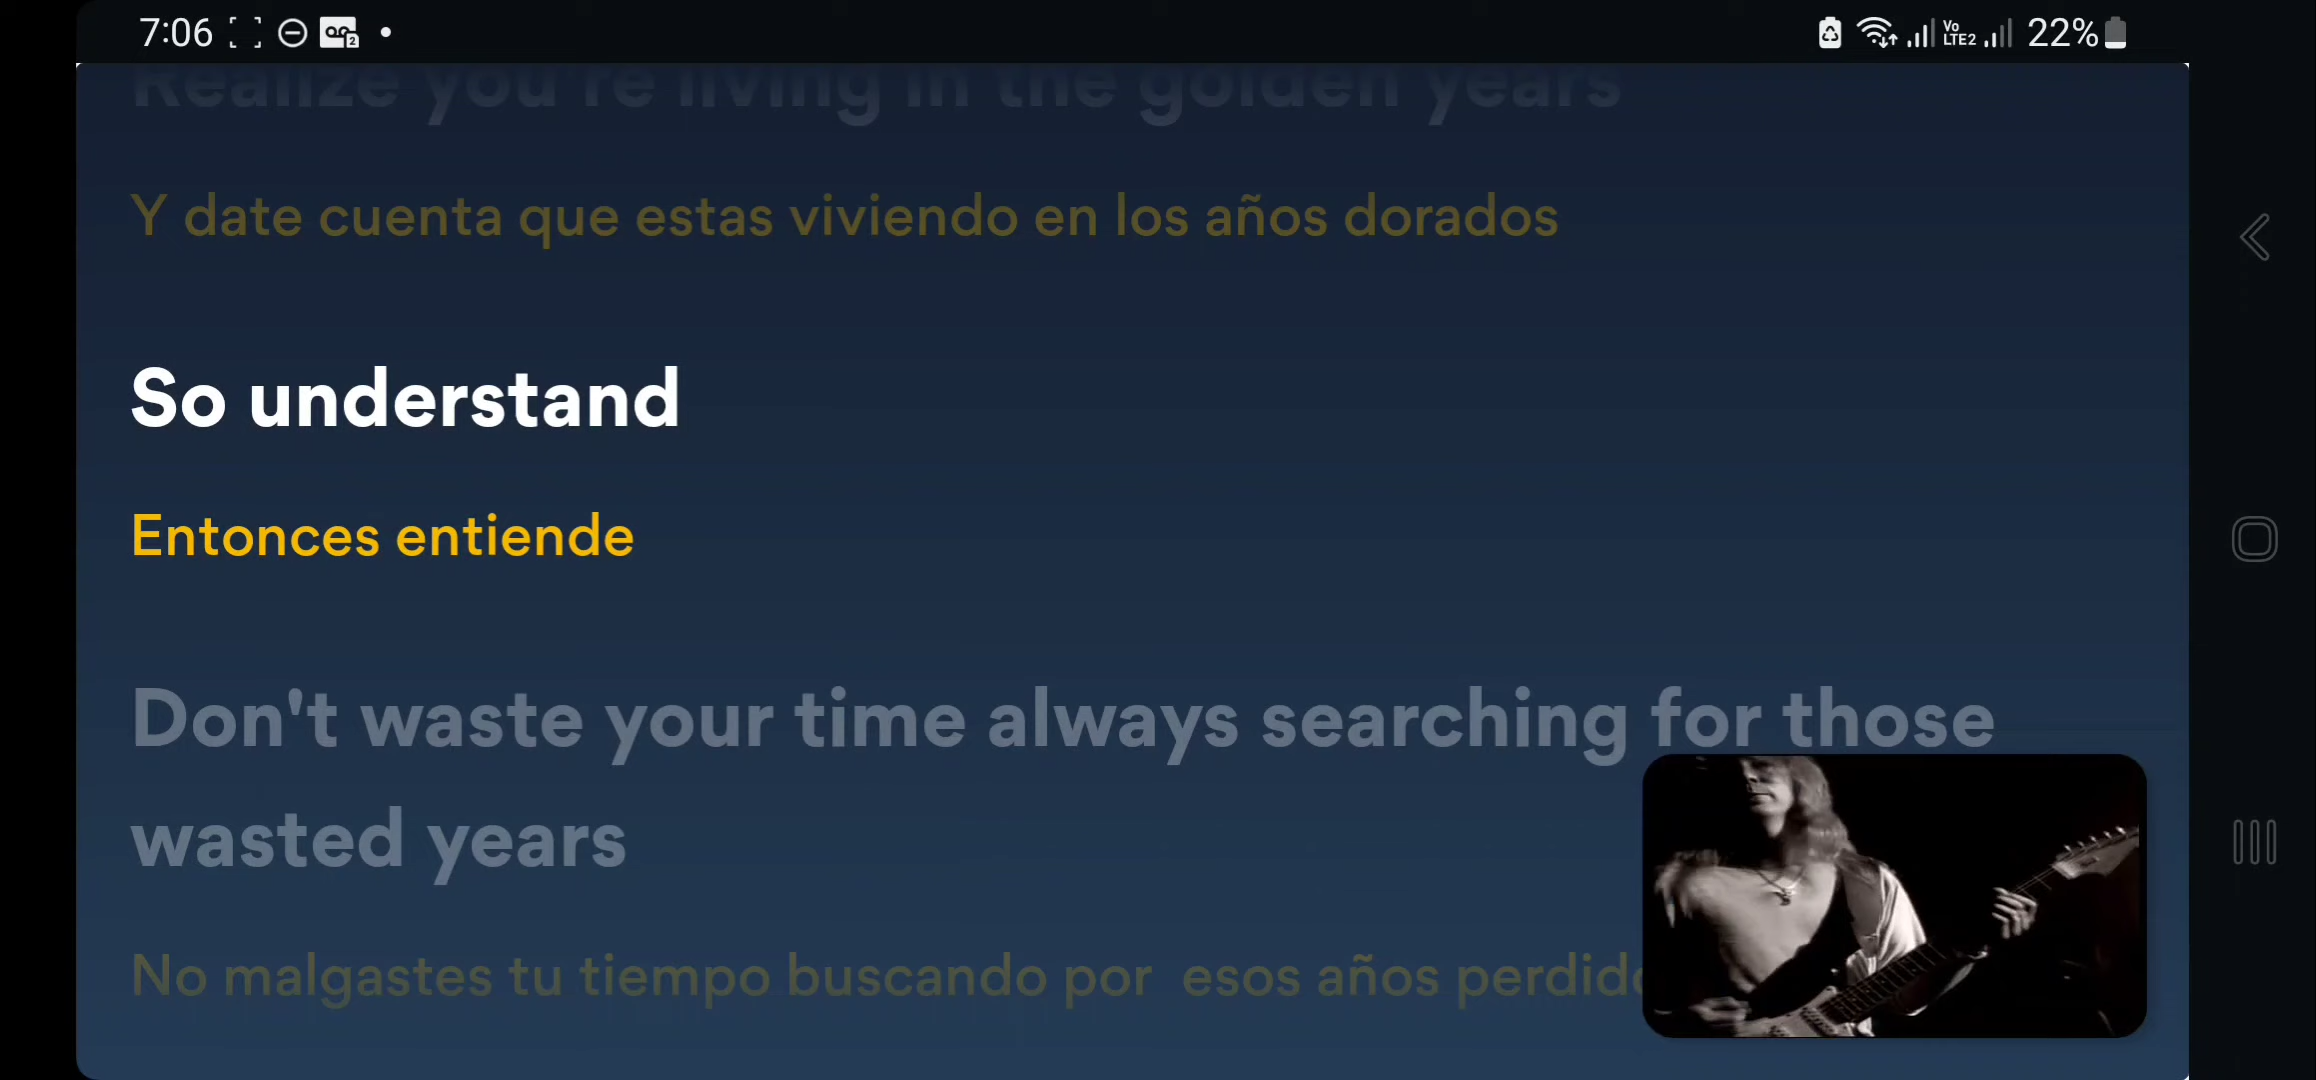 7:06
Vo
LTE2
22%
Realize you're living in the golden years
Y date cuenta que estas viviendo en los años dorados
So understand
Entonces entiende
Don't waste your time always searching for those
wasted years
No malgastes tu tiempo buscando por  esos años